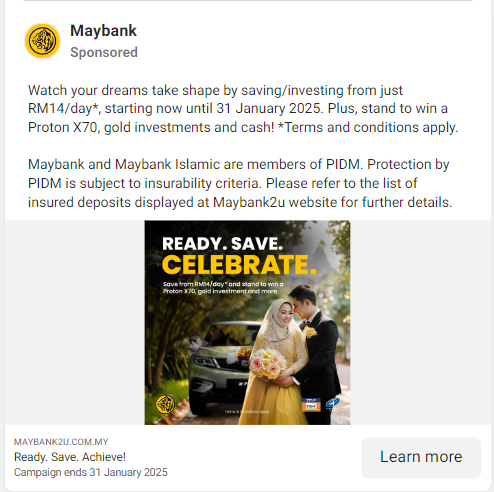 Maybank
Sponsored
Watch your dreams take shape by saving/investing from just
RM14/day*, starting now until 31 January 2025. Plus, stand to win a
Proton X70, gold investments and cash! *Terms and conditions apply.
Maybank and Maybank Islamic are members of PIDM. Protection by
PIDM is subject to insurability criteria. Please refer to the list of
insured deposits displayed at Maybank2u website for further details.
READY. SAVE.
CELEBRATE.
Save from RM14/day* and stand to win a
Proton X70, gold investment and more.
Terms & conditions apply.
MAYBANK2U.COM.MY
Ready. Save. Achieve!
Campaign ends 31 January 2025
Learn more